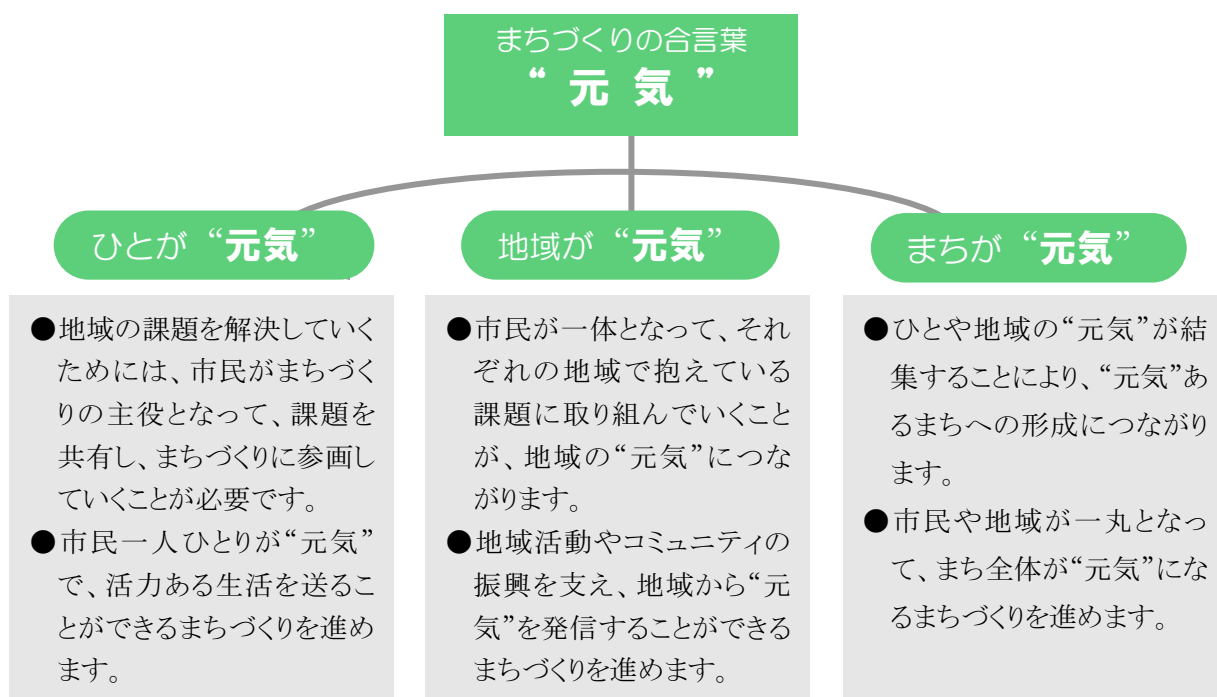 まちづくりの合言葉
“ 元 気 ”
ひとが “元気”
●地域の課題を解決していく
ためには、市民がまちづく
りの主役となって、課題を
共有し、まちづくりに参画し
ていくことが必要です。
●市民一人ひとりが“元気”
で、活力ある生活を送るこ
とができるまちづくりを進め
ます。
地域が “元気”
●市民が一体となって、それ
ぞれの地域で抱えている
課題に取り組んでいくこと
が、地域の“元気”につな
がります。
●地域活動やコミュニティの
振興を支え、地域から“元
気”を発信することができる
まちづくりを進めます。
まちが “元気”
●ひとや地域の“元気”が結
集することにより、“元気”あ
るまちへの形成につながり
ます。
●市民や地域が一丸となっ
て、まち全体が“元気”にな
るまちづくりを進めます。